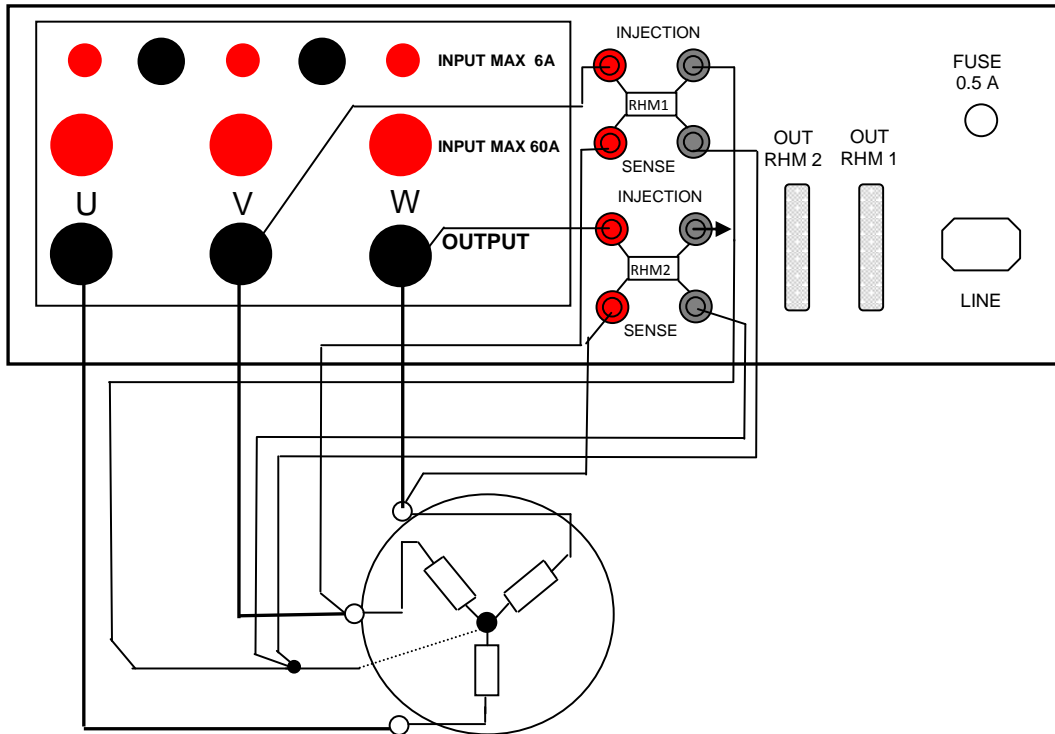 INPUT MAX 6A
INPUT MAX 60A
U
V
W
OUTPUT
INJECTION
RHM1
SENSE
INJECTION
RHM2
SENSE
OUT
RHM 2
OUT
RHM 1
FUSE
0.5 A
LINE